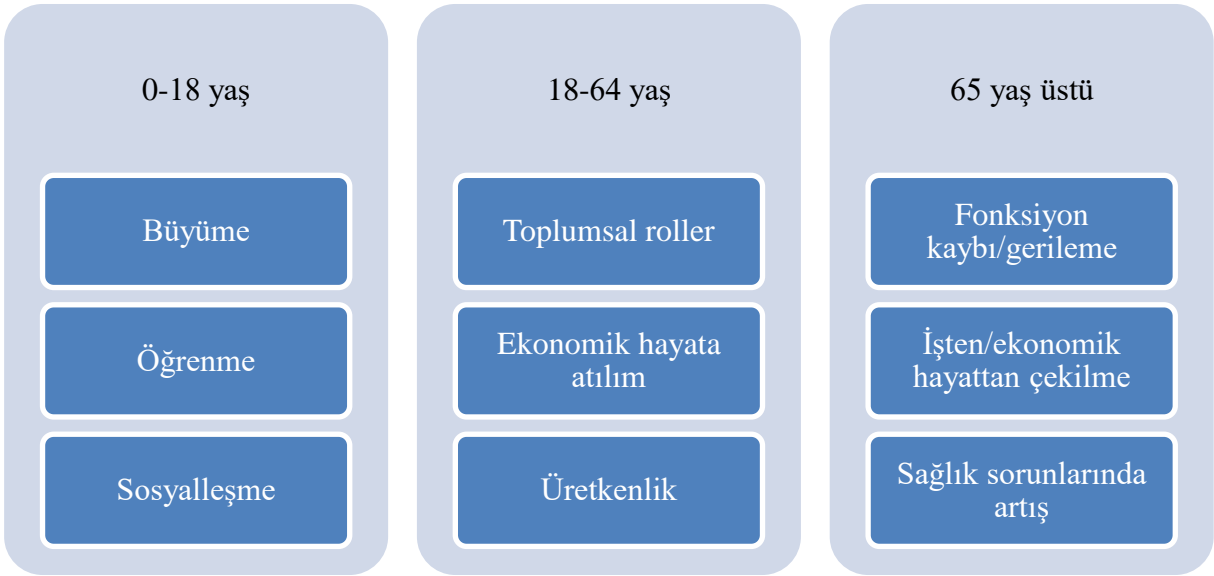 0-18 yaş
Büyüme
Öğrenme
Sosyalleşme
18-64 yaş
Toplumsal roller
Ekonomik hayata
atılım
Üretkenlik
65 yaş üstü
Fonksiyon
kaybı/gerileme
İşten/ekonomik
hayattan çekilme
Sağlık sorunlarında
artış